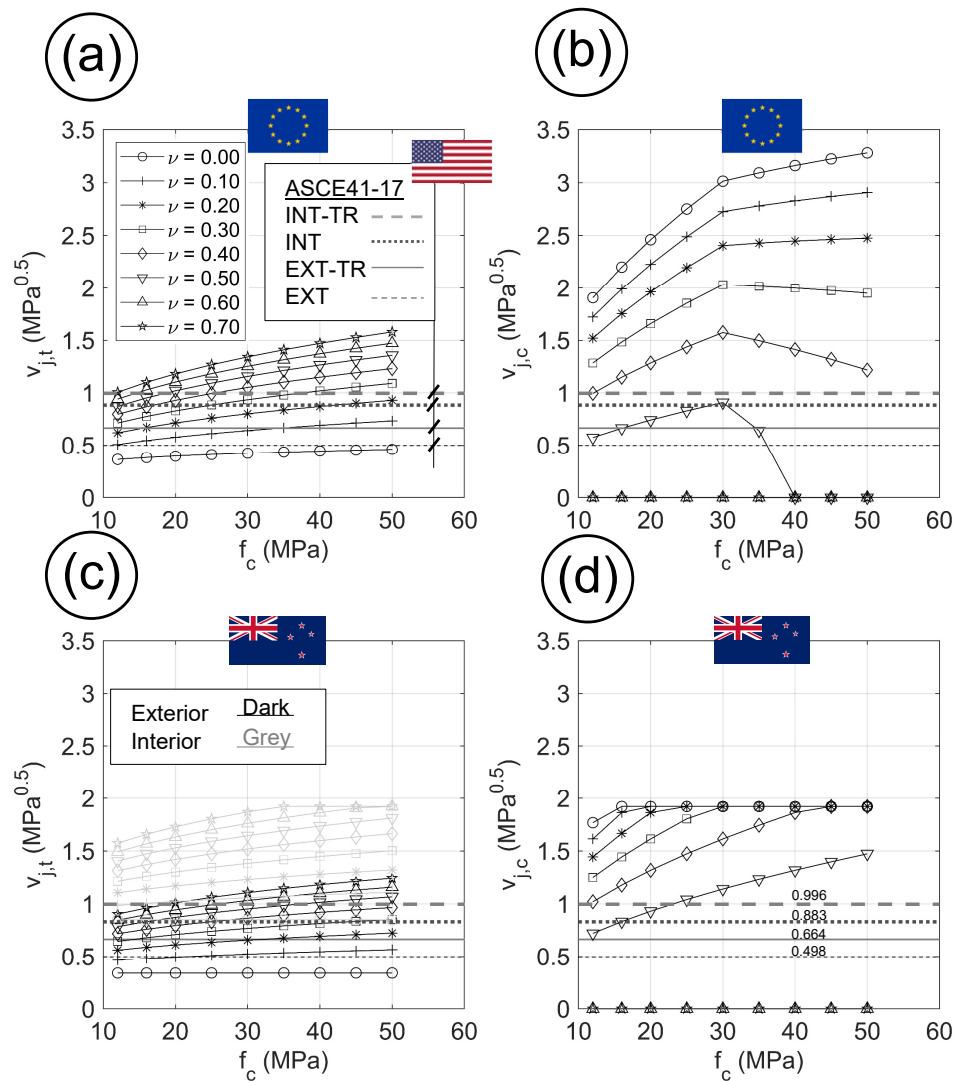 (a)
(b)
3.5
3
2.5
2
1.5
1
0.5
0
v_j,t (MPa^0.5)
ν = 0.00
ν = 0.10
ν = 0.20
ν = 0.30
ν = 0.40
ν = 0.50
ν = 0.60
ν = 0.70
ASCE41-17
INT-TR
INT
EXT-TR
EXT
10 20 30 40 50 60
f_c (MPa)
3.5
3
2.5
2
1.5
1
0.5
0
v_j,c (MPa^0.5)
10 20 30 40 50 60
f_c (MPa)
(c)
(d)
3.5
3
2.5
2
1.5
1
0.5
0
v_j,t (MPa^0.5)
Exterior Dark
Interior Grey
10 20 30 40 50 60
f_c (MPa)
3.5
3
2.5
2
1.5
1
0.5
0
v_j,c (MPa^0.5)
0.996
0.883
0.664
0.498
10 20 30 40 50 60
f_c (MPa)